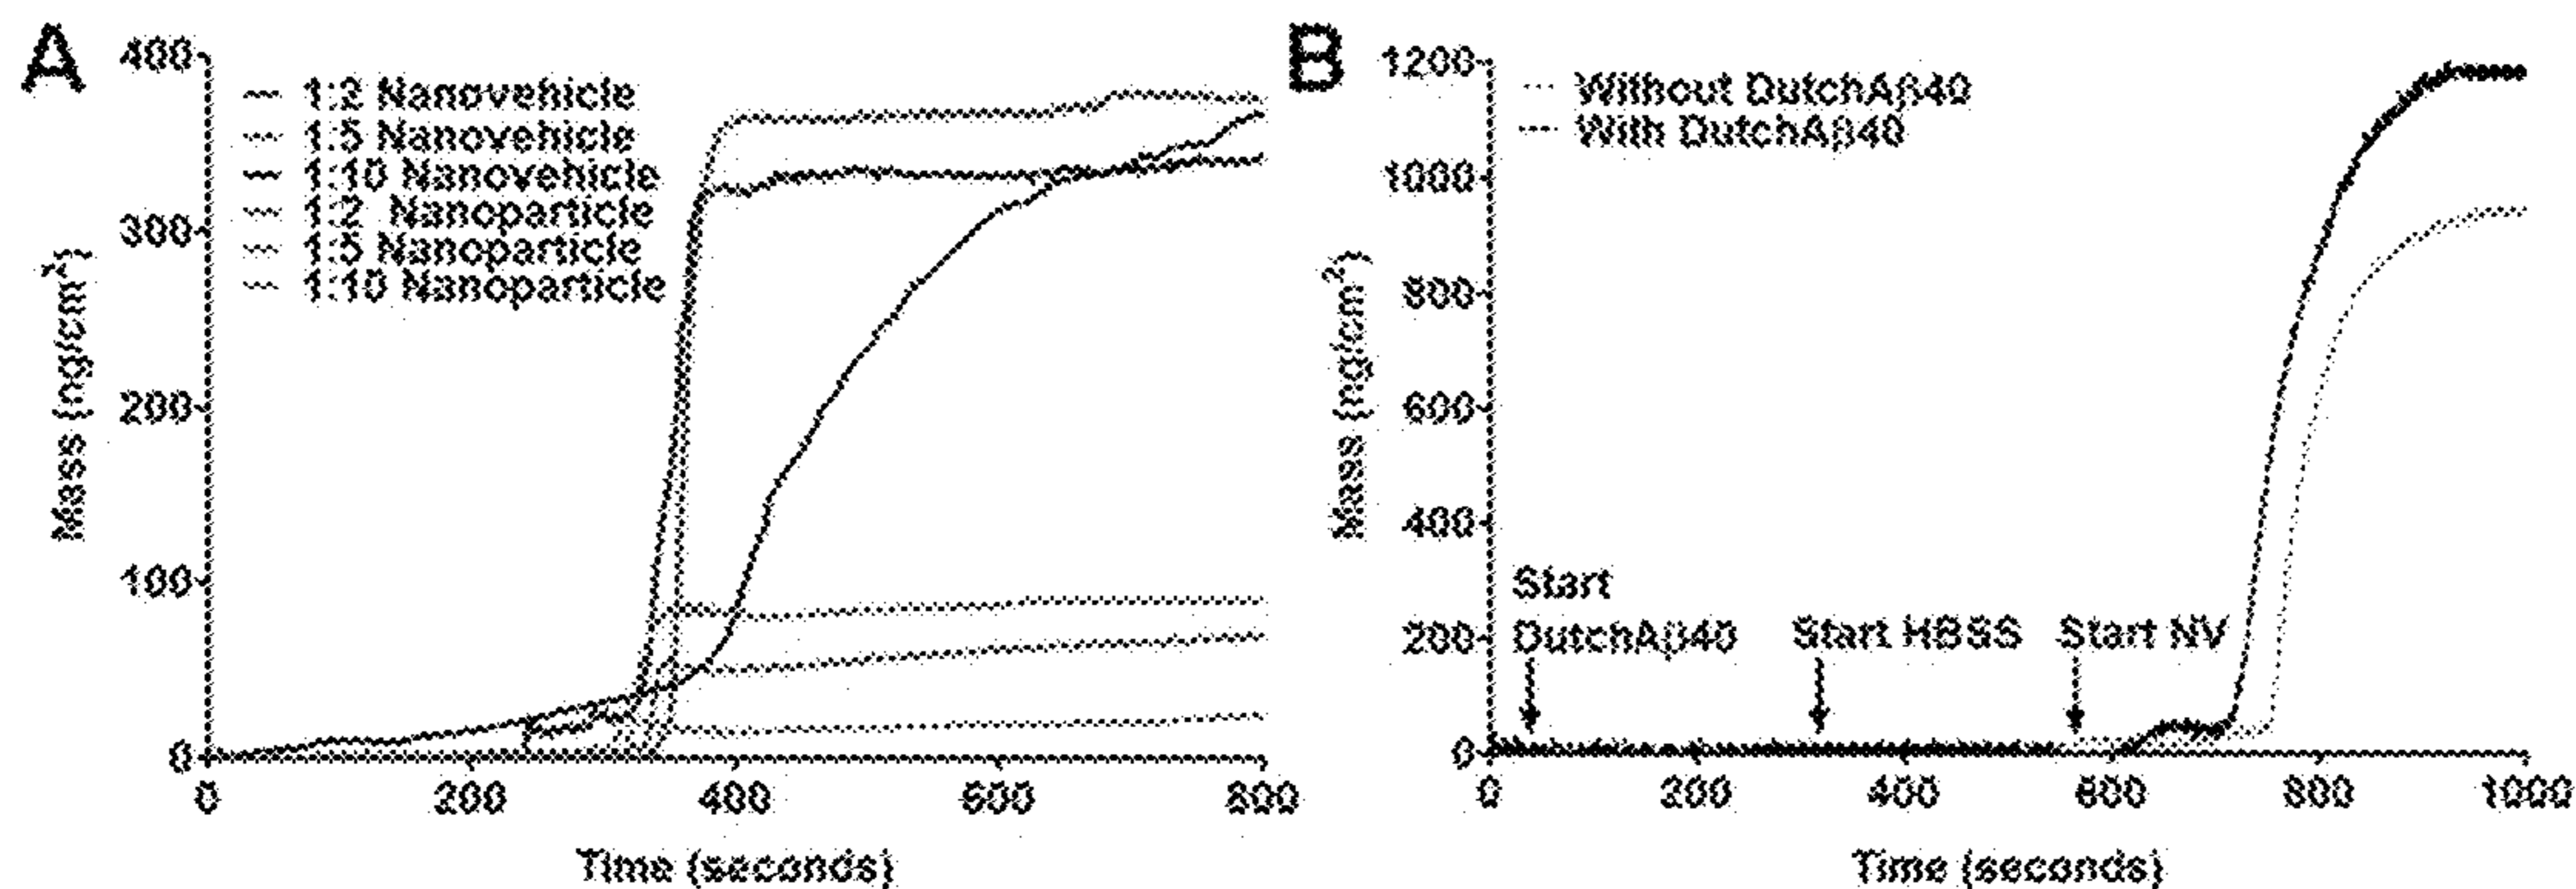 A
400
300
200
100
0
Mass (ng/cm²)
1:2 Nanovehicle
1:5 Nanovehicle
1:10 Nanovehicle
1:2 Nanoparticle
1:5 Nanoparticle
1:10 Nanoparticle
0 200 400 600 800
Time (seconds)
B
1200
1000
800
600
400
200
0
Mass (ng/cm²)
Without DutchAβ40
With DutchAβ40
Start
DutchAβ40
Start HBSS
Start NV
0 200 400 600 800 1000
Time (seconds)